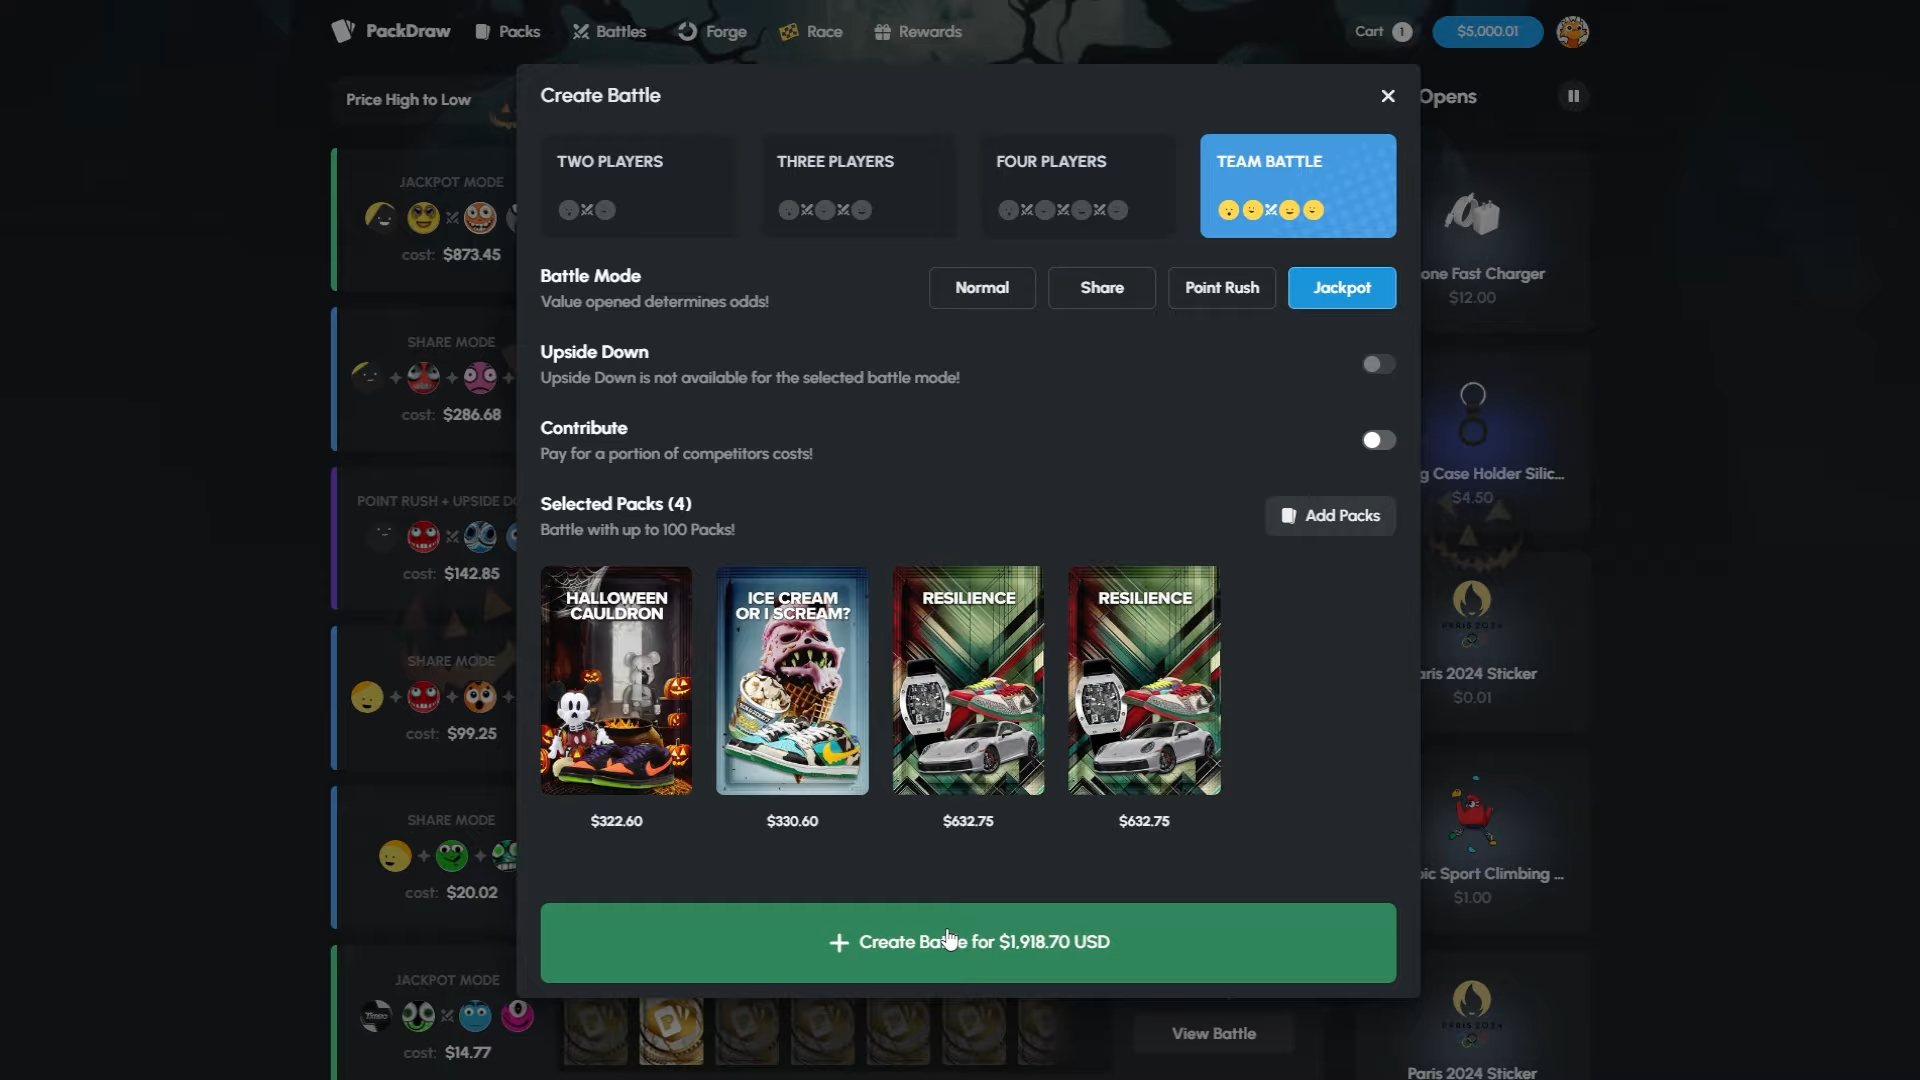 PackDraw
Packs
Battles
Forge
Race
Rewards
Cart 1
$5,000.01
Price High to Low
Create Battle
Opens
TWO PLAYERS
THREE PLAYERS
FOUR PLAYERS
TEAM BATTLE
JACKPOT MODE
cost: $873.45
Battle Mode
Value opened determines odds!
Normal
Share
Point Rush
Jackpot
one Fast Charger
$12.00
SHARE MODE
cost: $286.68
Upside Down
Upside Down is not available for the selected battle mode!
Contribute
Pay for a portion of competitors costs!
g Case Holder Silic...
$4.50
POINT RUSH + UPSIDE DO
cost: $142.85
Selected Packs (4)
Battle with up to 100 Packs!
Add Packs
HALLOWEEN
CAULDRON
ICE CREAM
OR I SCREAM?
RESILIENCE
RESILIENCE
PARIS 2024
aris 2024 Sticker
$0.01
SHARE MODE
cost: $99.25
$322.60
$330.60
$632.75
$632.75
SHARE MODE
cost: $20.02
pic Sport Climbing ...
$1.00
Create Battle for $1,918.70 USD
JACKPOT MODE
cost: $14.77
View Battle
PARIS 2024
Paris 2024 Sticker